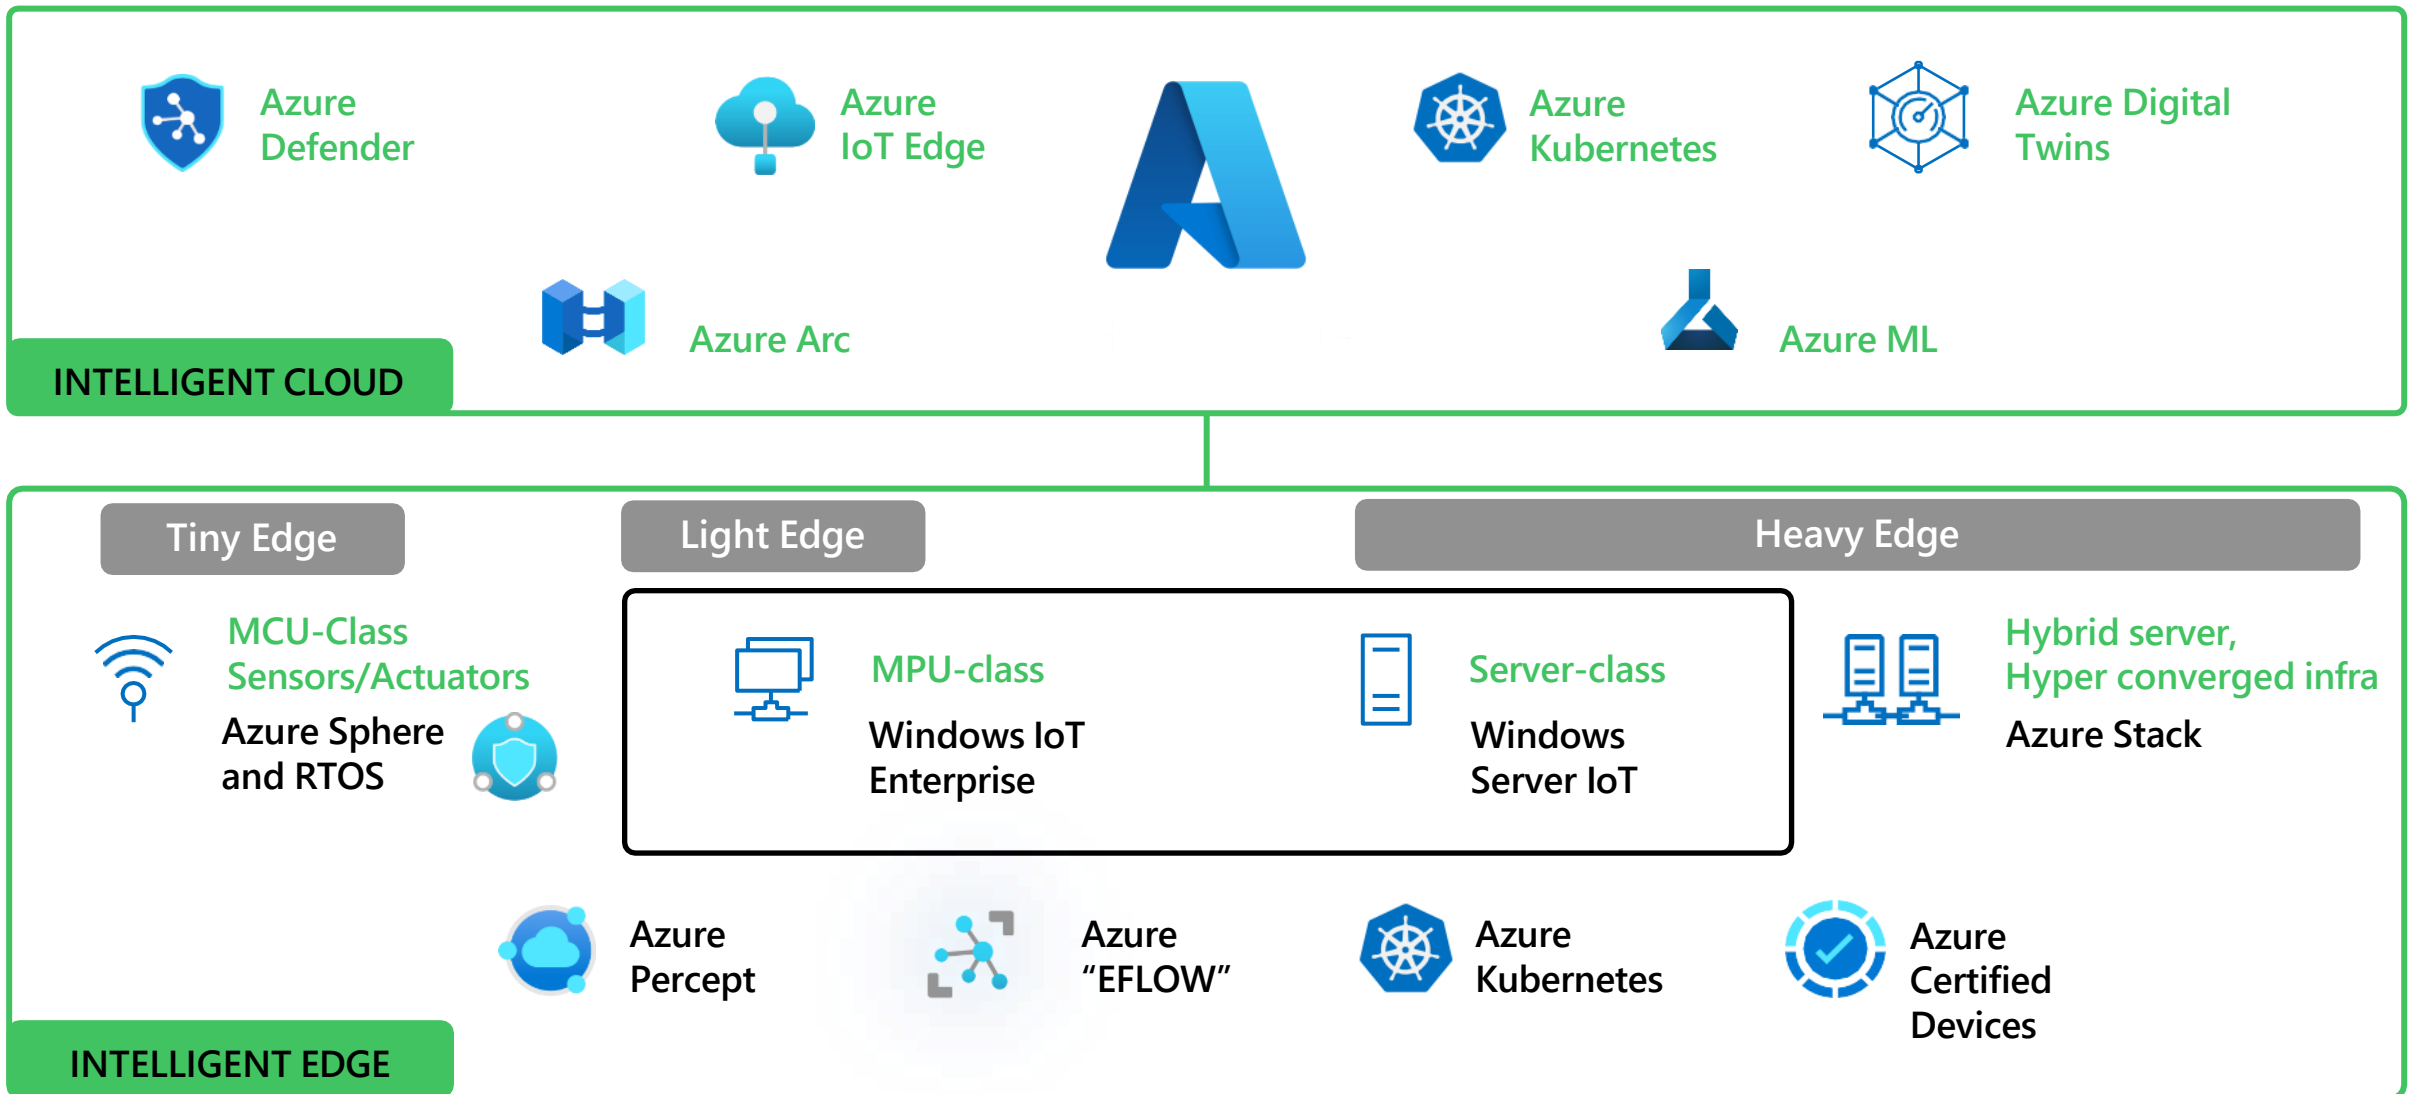 Azure
Defender
Azure
IoT Edge
Azure
Kubernetes
Azure Digital
Twins
Azure Arc
Azure ML
INTELLIGENT CLOUD
Tiny Edge
Light Edge
Heavy Edge
MCU-Class
Sensors/Actuators
Azure Sphere
and RTOS
MPU-class
Windows IoT
Enterprise
Server-class
Windows
Server IoT
Hybrid server,
Hyper converged infra
Azure Stack
Azure
Percept
Azure
“EFLOW”
Azure
Kubernetes
Azure
Certified
Devices
INTELLIGENT EDGE